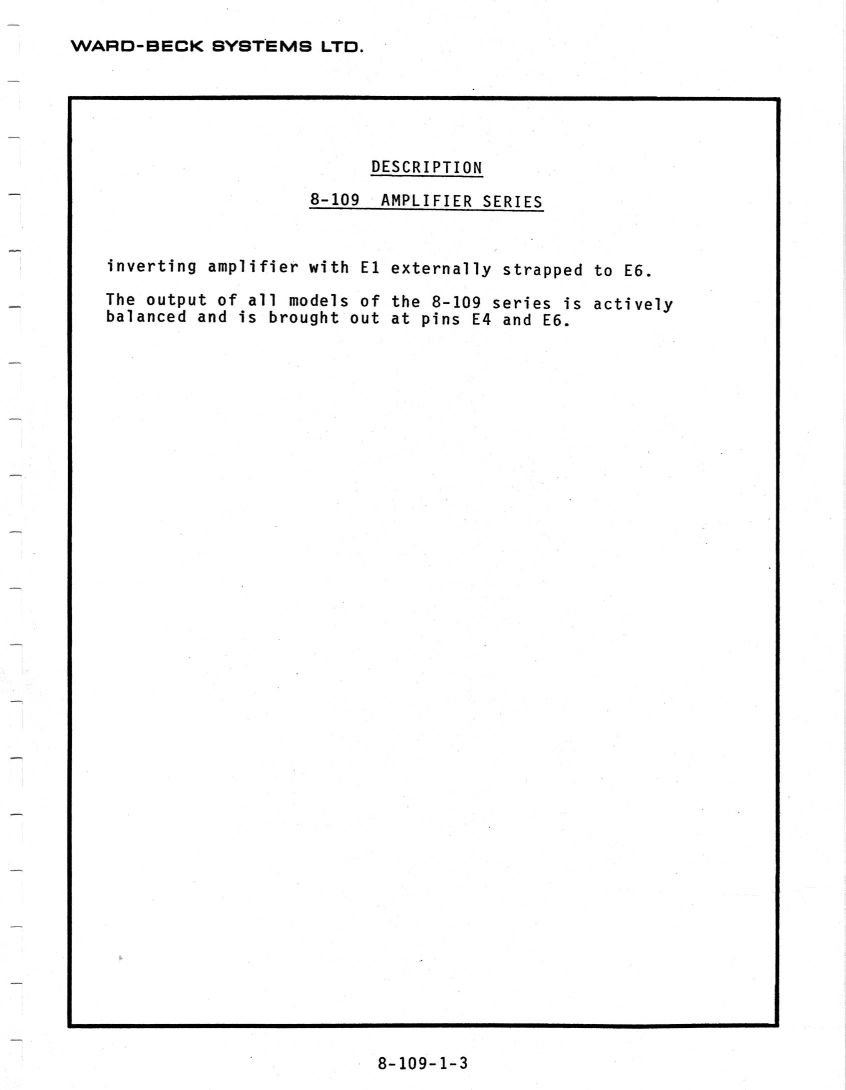 WARD-BECK SYSTEMS LTD.
DESCRIPTION
8-109 AMPLIFIER SERIES
inverting amplifier with E1 externally strapped to E6.
The output of all models of the 8-109 series is actively
balanced and is brought out at pins E4 and E6.
8-109-1-3